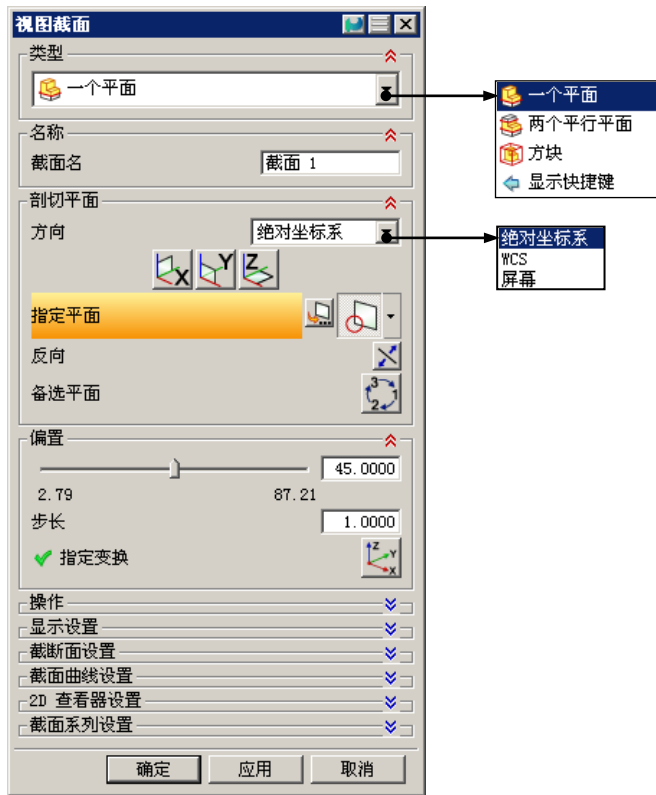 视图截面
类型
一个平面
名称
截面名 截面 1
剖切平面
方向 绝对坐标系
X Y Z
指定平面
反向
备选平面
3 1 2
偏置
45.0000
2.79 87.21
步长 1.0000
指定变换
Z Y X
操作
显示设置
截断面设置
截面曲线设置
2D 查看器设置
截面系列设置
确定 应用 取消
一个平面
两个平行平面
方块
显示快捷键
绝对坐标系
WCS
屏幕